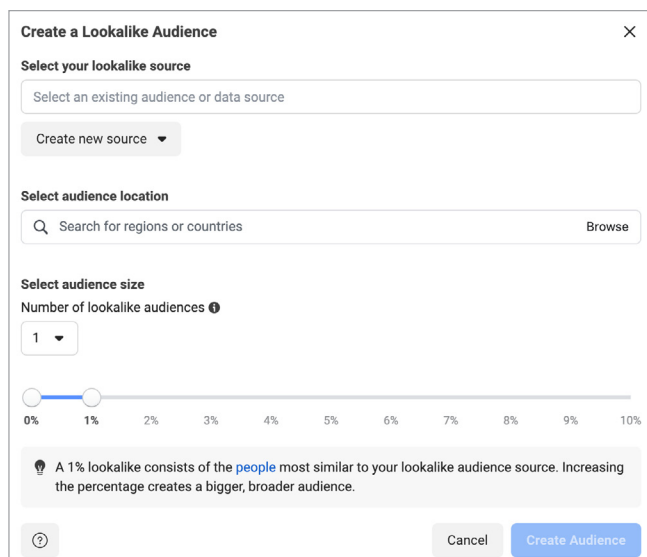 Create a Lookalike Audience
Select your lookalike source
Select an existing audience or data source
Create new source
Select audience location
Search for regions or countries Browse
Select audience size
Number of lookalike audiences
1
0% 1% 2% 3% 4% 5% 6% 7% 8% 9% 10%
A 1% lookalike consists of the people most similar to your lookalike audience source. Increasing
the percentage creates a bigger, broader audience.
Cancel Create Audience